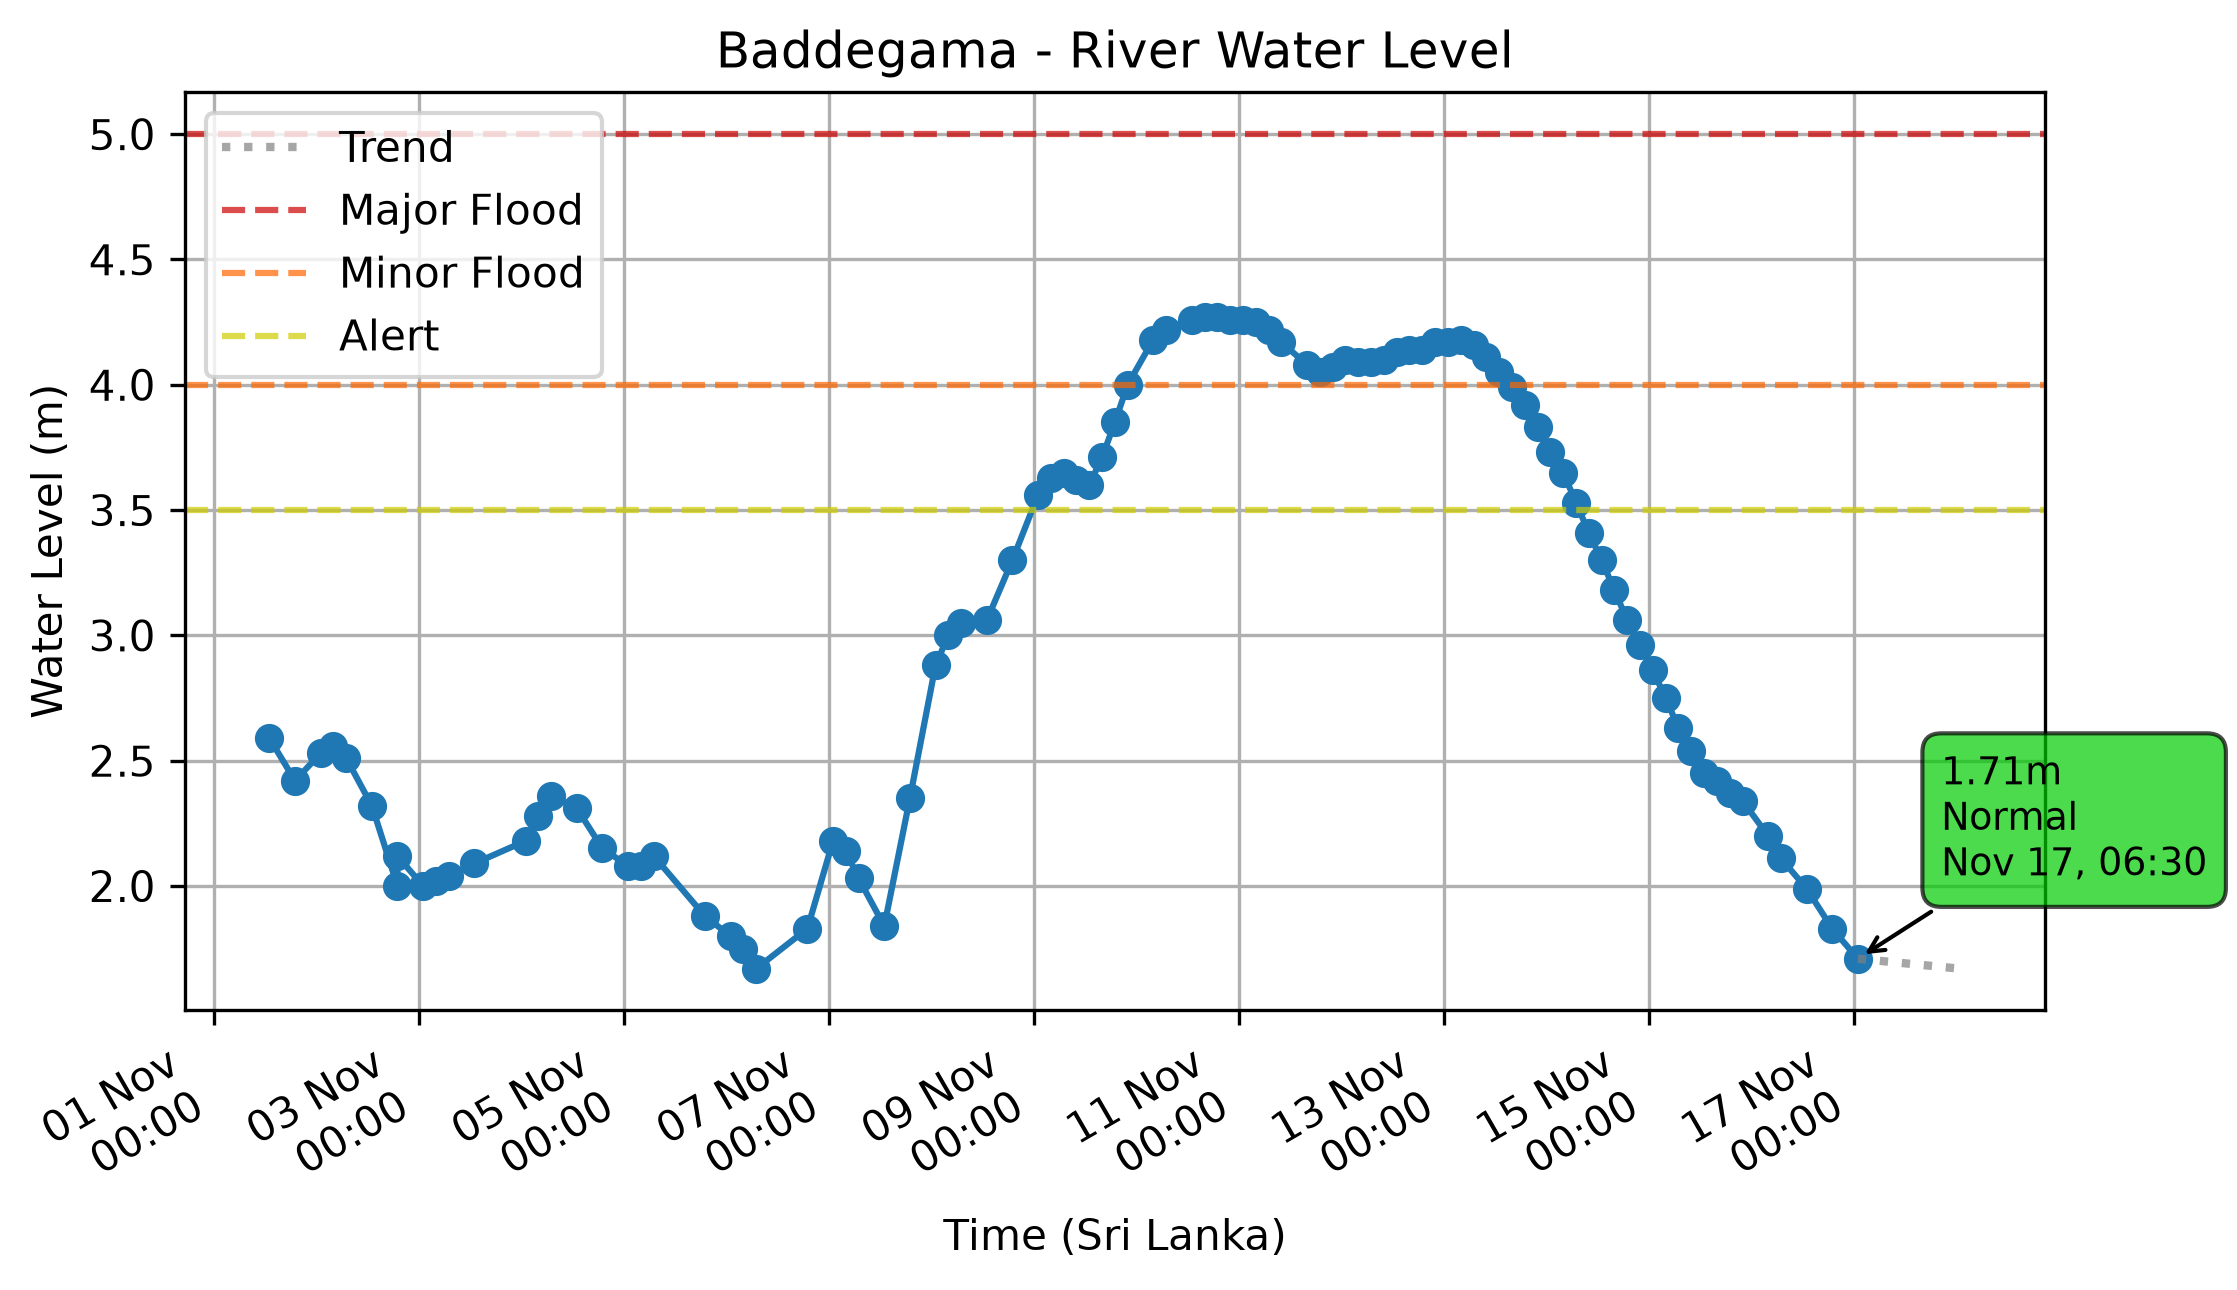 Baddegama - River Water Level
Trend
Major Flood
Minor Flood
Alert
5.0
4.5
4.0
3.5
3.0
2.5
2.0
Water Level (m)
1.71m
Normal
Nov 17, 06:30
01 Nov
00:00
03 Nov
00:00
05 Nov
00:00
07 Nov
00:00
09 Nov
00:00
11 Nov
00:00
13 Nov
00:00
15 Nov
00:00
17 Nov
00:00
Time (Sri Lanka)